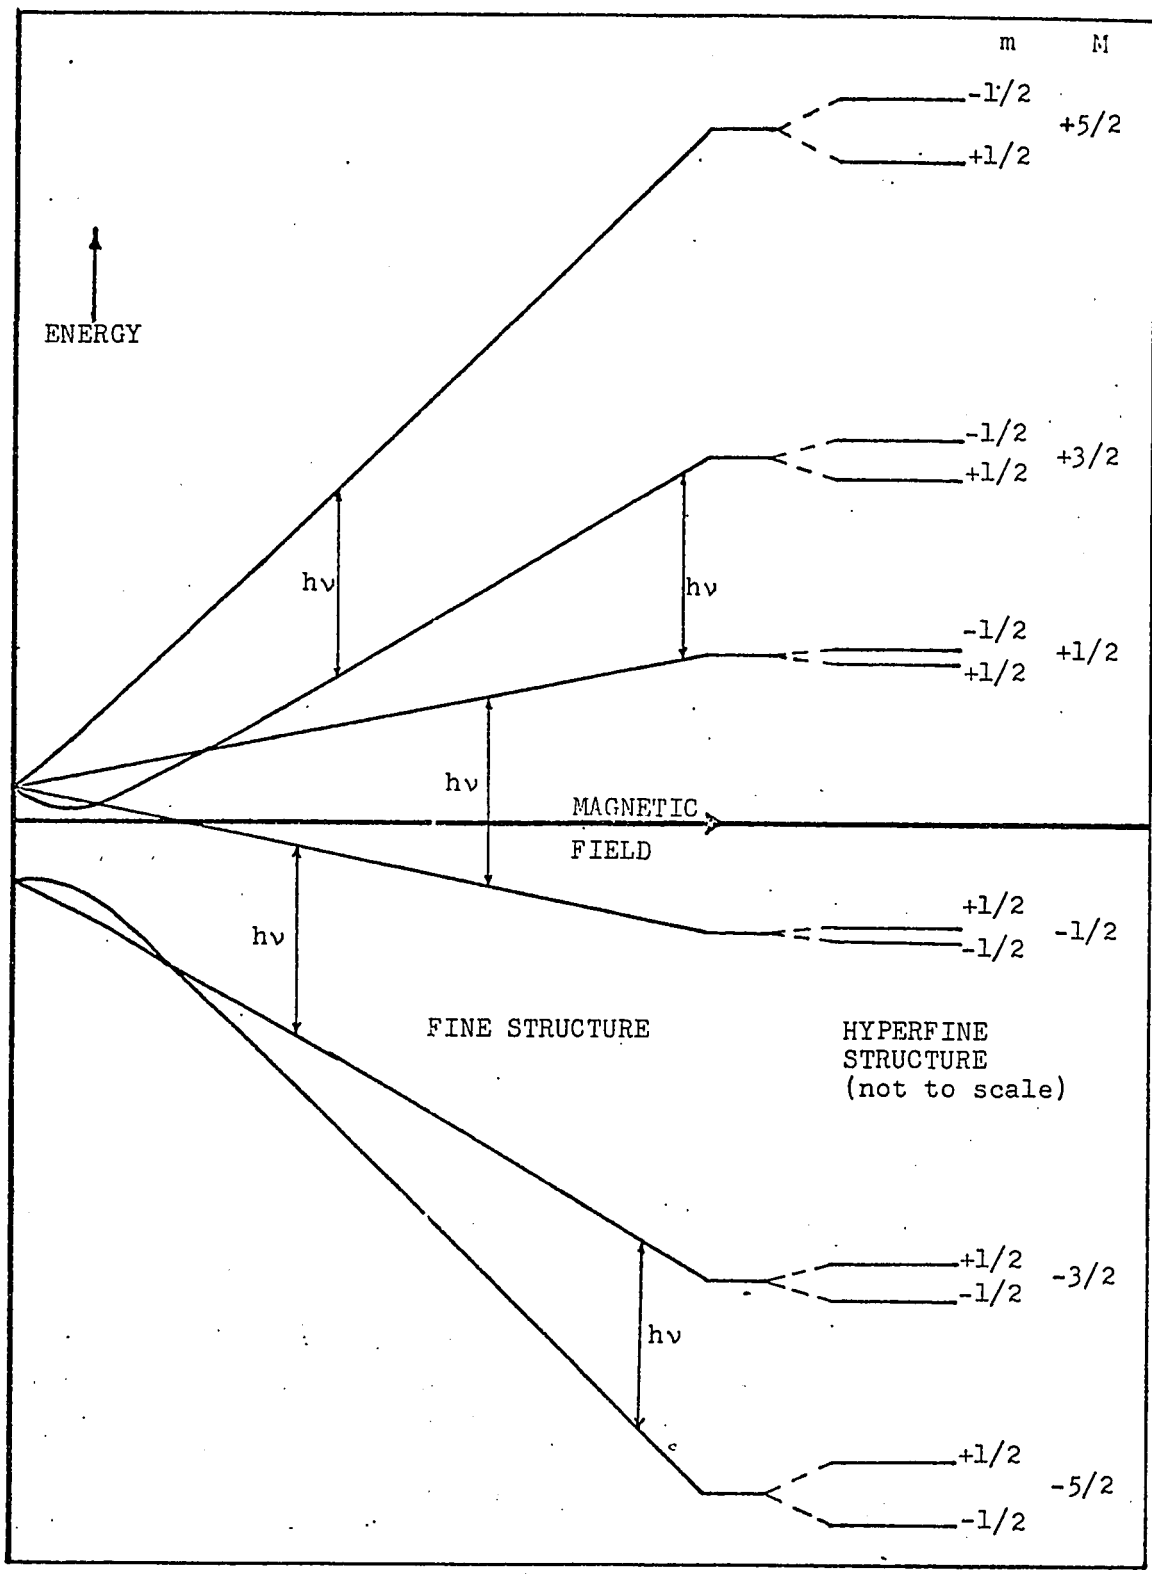 m M
-1/2
+5/2
+1/2
ENERGY
-1/2
+3/2
+1/2
hν
hν
-1/2
+1/2
+1/2
hν
MAGNETIC
FIELD
+1/2
-1/2
-1/2
hν
FINE STRUCTURE
HYPERFINE
STRUCTURE
(not to scale)
+1/2
-3/2
-1/2
hν
+1/2
-5/2
-1/2